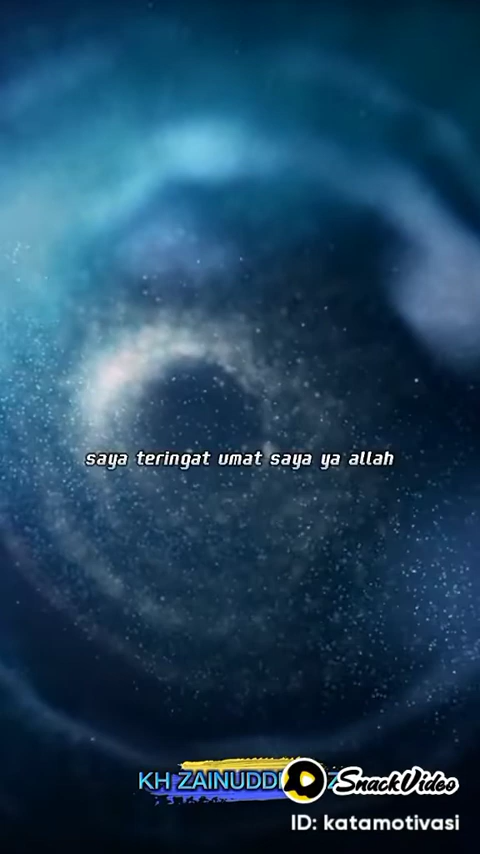 saya teringat umat saya ya allah
KH ZAINUDD
SnackVideo
ID: katamotivasi